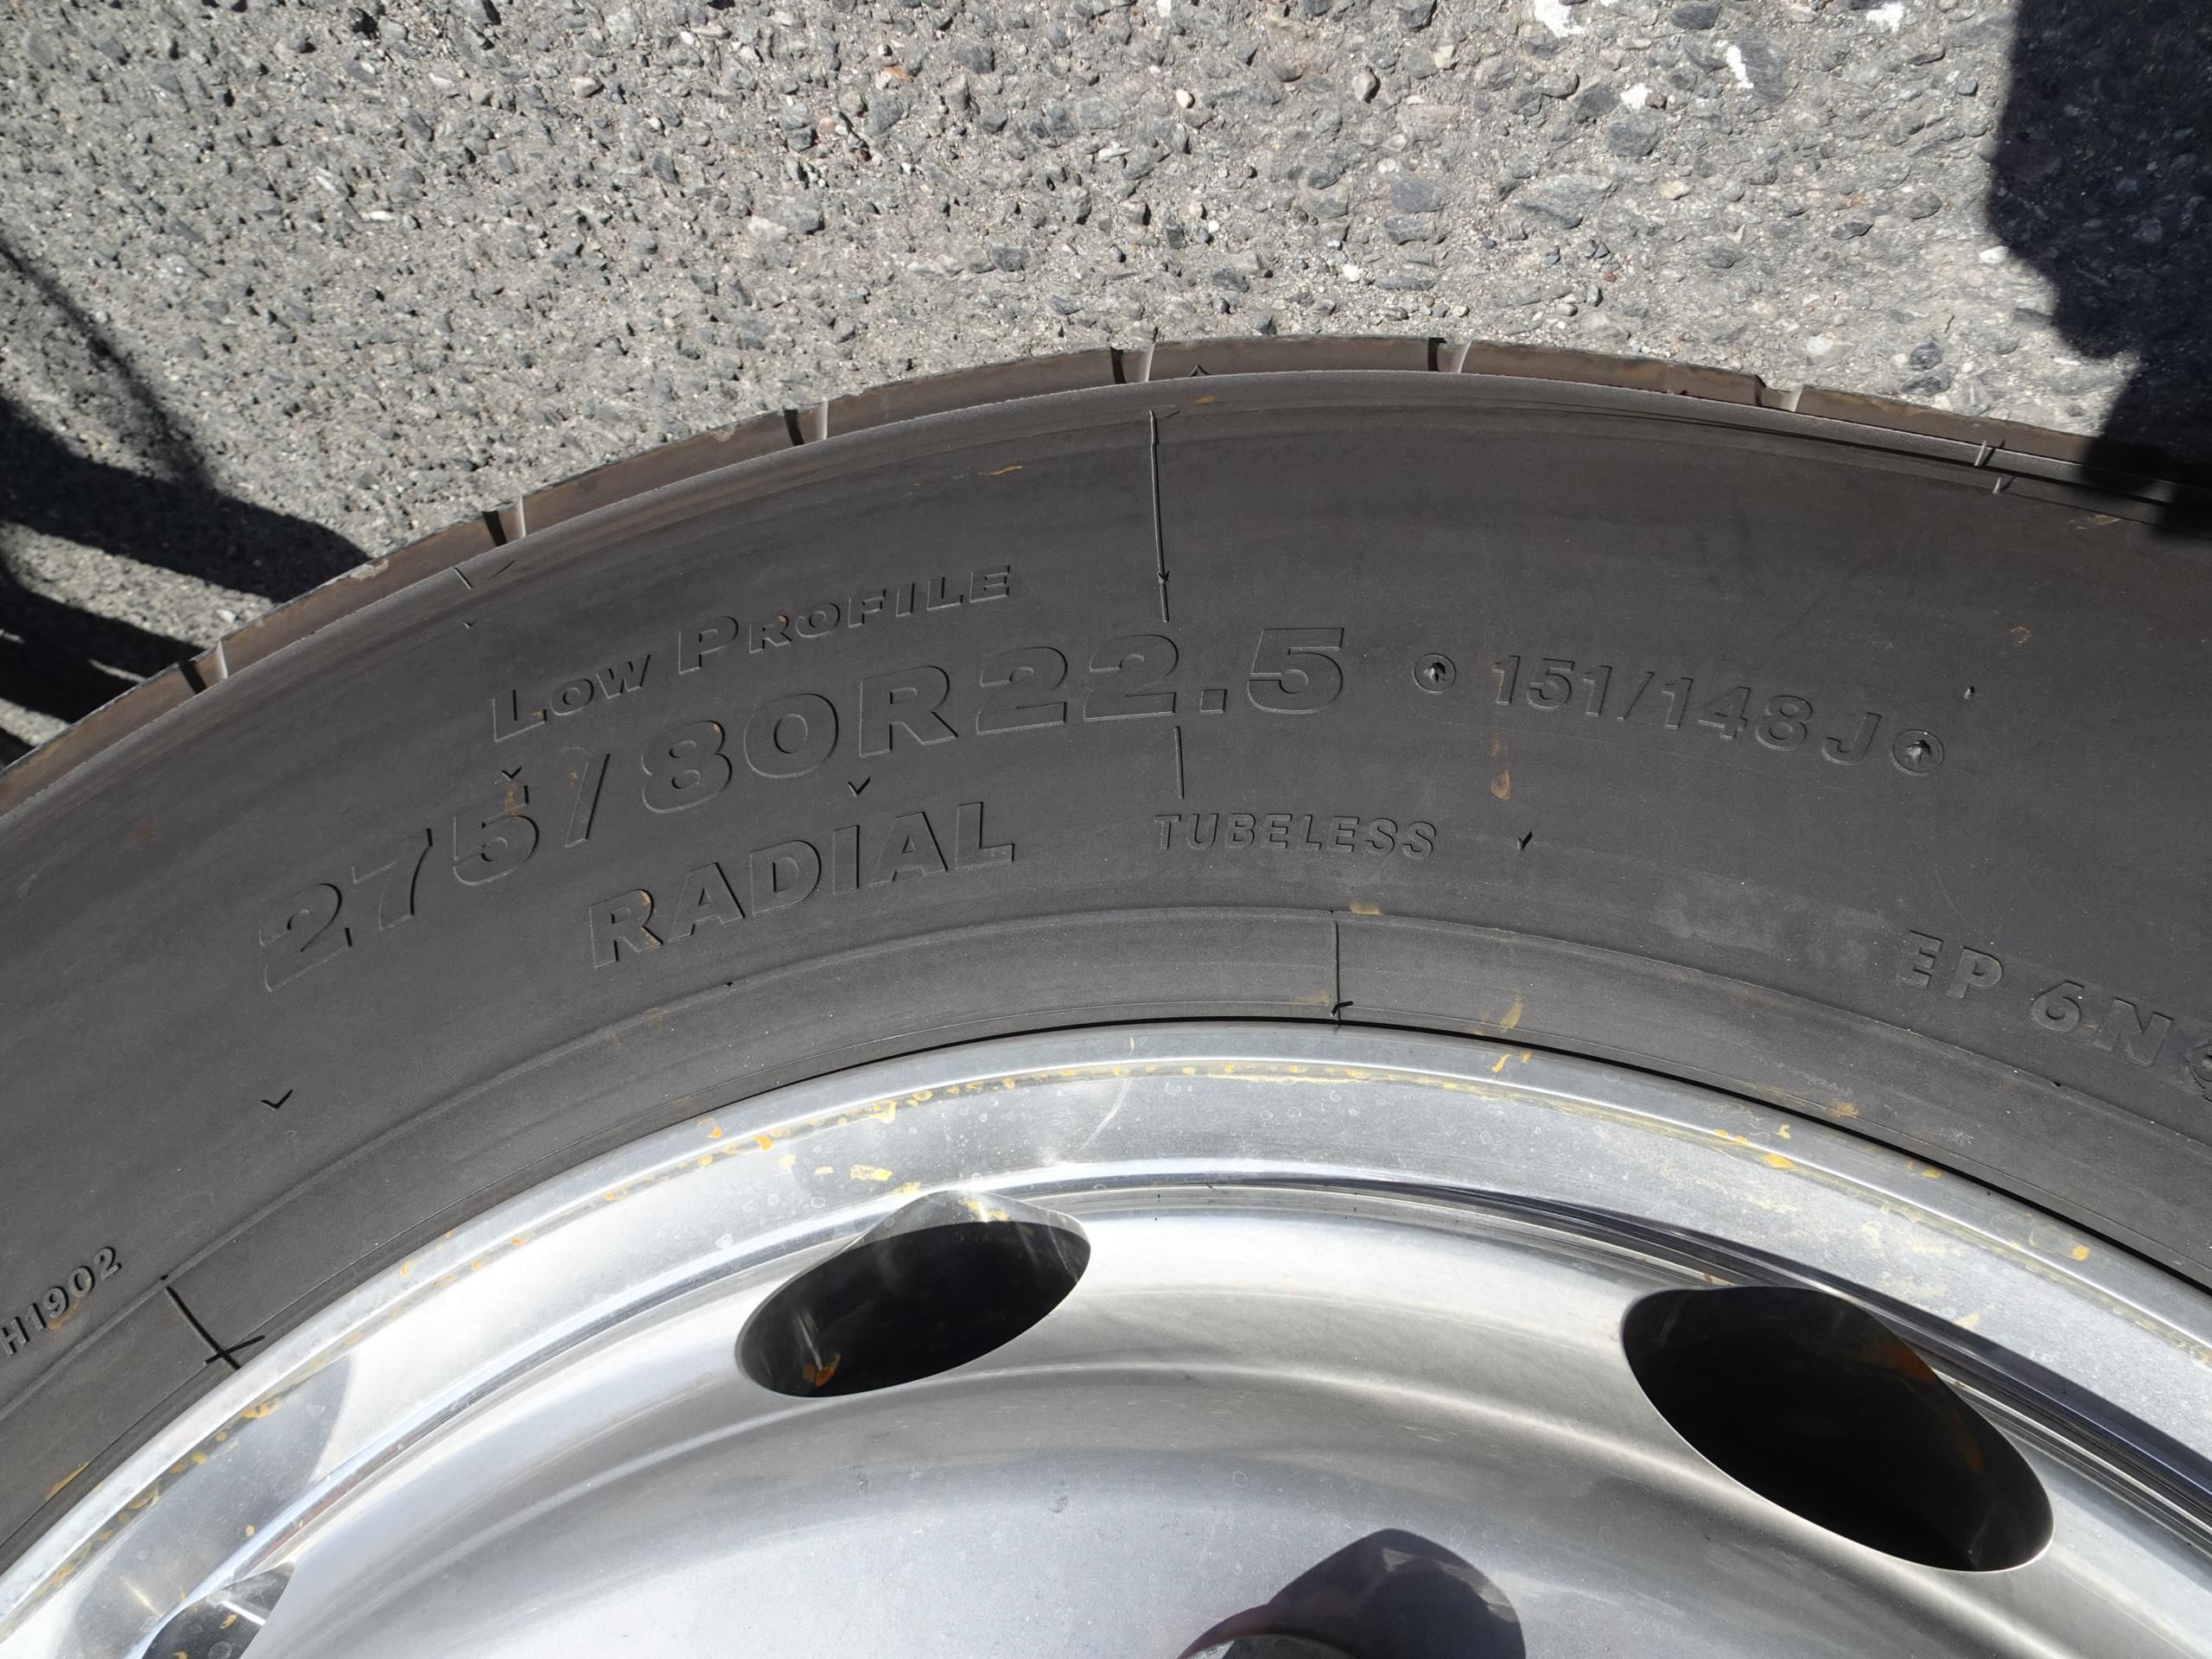 LOW PROFILE
275/80R22.5 151/148J
RADIAL TUBELESS
EP 6N
H1902